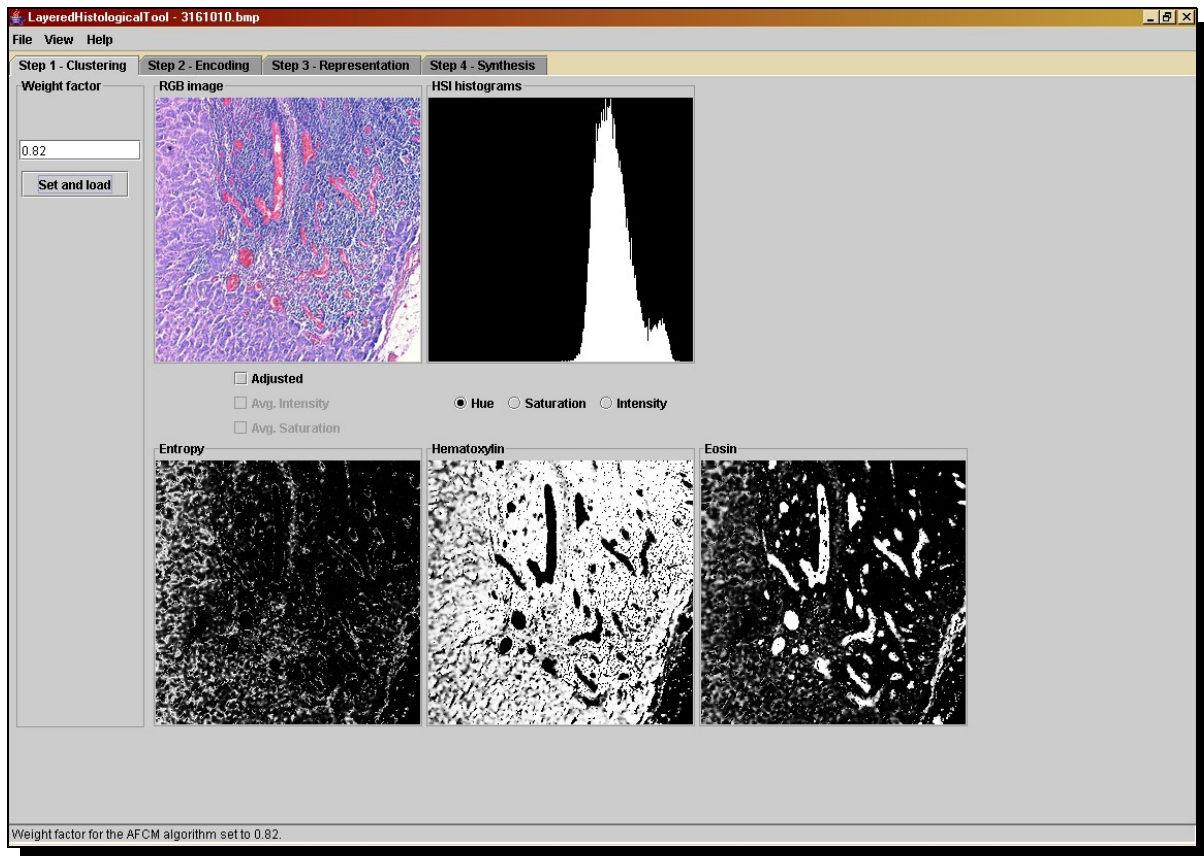 LayeredHistologicalTool - 3161010.bmp
File View Help
Step 1 - Clustering Step 2 - Encoding Step 3 - Representation Step 4 - Synthesis
Weight factor
RGB image
HSI histograms
0.82
Set and load
Adjusted
Avg. Intensity
Avg. Saturation
Hue Saturation Intensity
Entropy
Hematoxylin
Eosin
Weight factor for the AFCM algorithm set to 0.82.